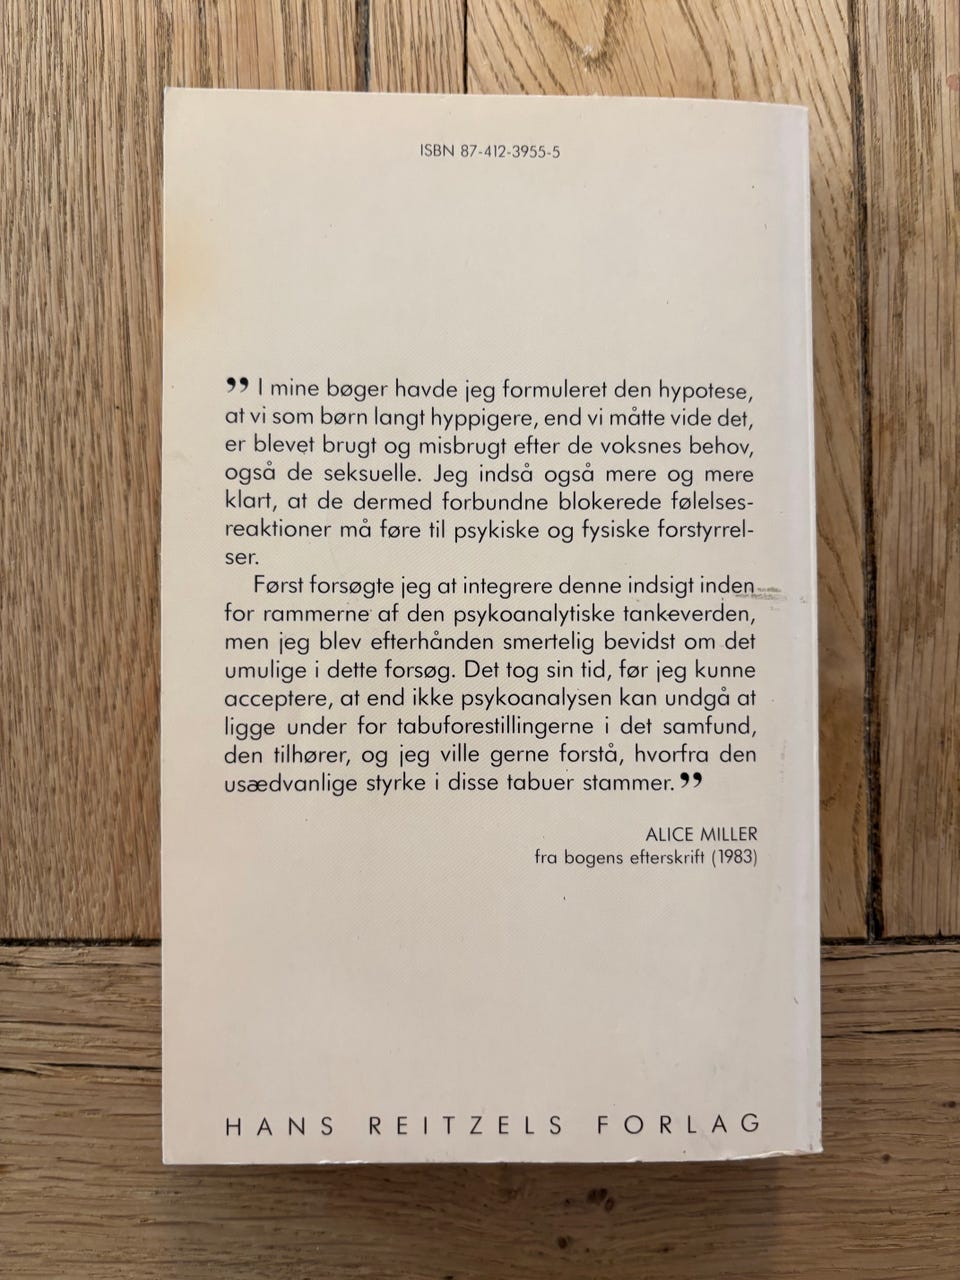 ISBN 87-412-3955-5
” I mine bøger havde jeg formuleret den hypotese,
at vi som børn langt hyppigere, end vi måtte vide det,
er blevet brugt og misbrugt efter de voksnes behov,
også de seksuelle. Jeg indså også mere og mere
klart, at de dermed forbundne blokerede følelses-
reaktioner må føre til psykiske og fysiske forstyrrel-
ser.
Først forsøgte jeg at integrere denne indsigt inden
for rammerne af den psykoanalytiske tankeverden,
men jeg blev efterhånden smertelig bevidst om det
umulige i dette forsøg. Det tog sin tid, før jeg kunne
acceptere, at end ikke psykoanalysen kan undgå at
ligge under for tabuforestillingerne i det samfund,
den tilhører, og jeg ville gerne forstå, hvorfra den
usædvanlige styrke i disse tabuer stammer.”
ALICE MILLER
fra bogens efterskrift (1983)
HANS REITZELS FORLAG